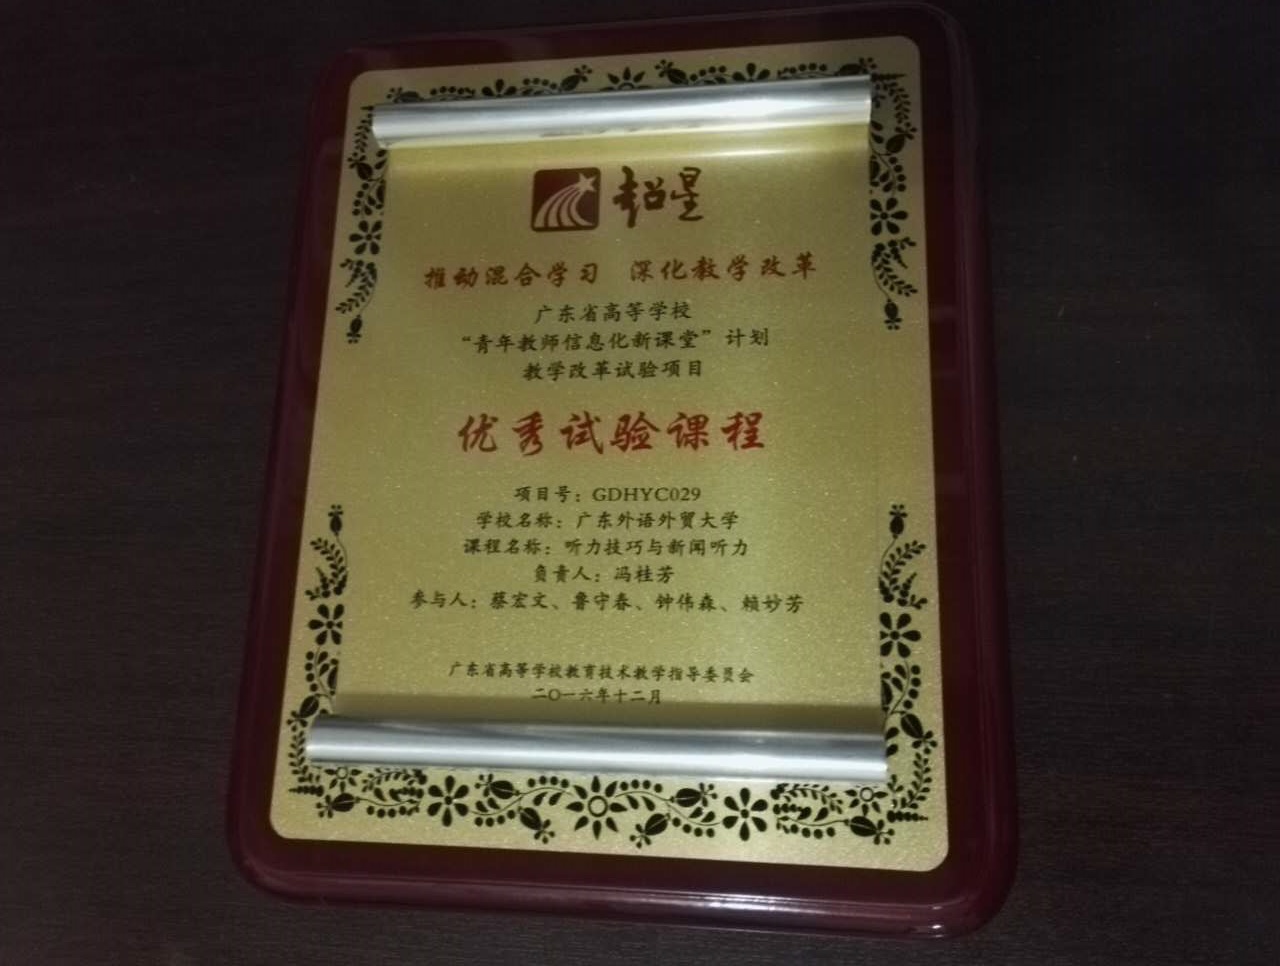 超星
推动混合学习 深化教学改革
广东省高等学校
“青年教师信息化新课堂”计划
教学改革试验项目
优秀试验课程
项目号：GDHYC029
学校名称：广东外语外贸大学
课程名称：听力技巧与新闻听力
负责人：冯桂芳
参与人：蔡宏文、鲁守春、钟伟森、赖妙芳
广东省高等学校教育技术教学指导委员会
二〇一六年十二月